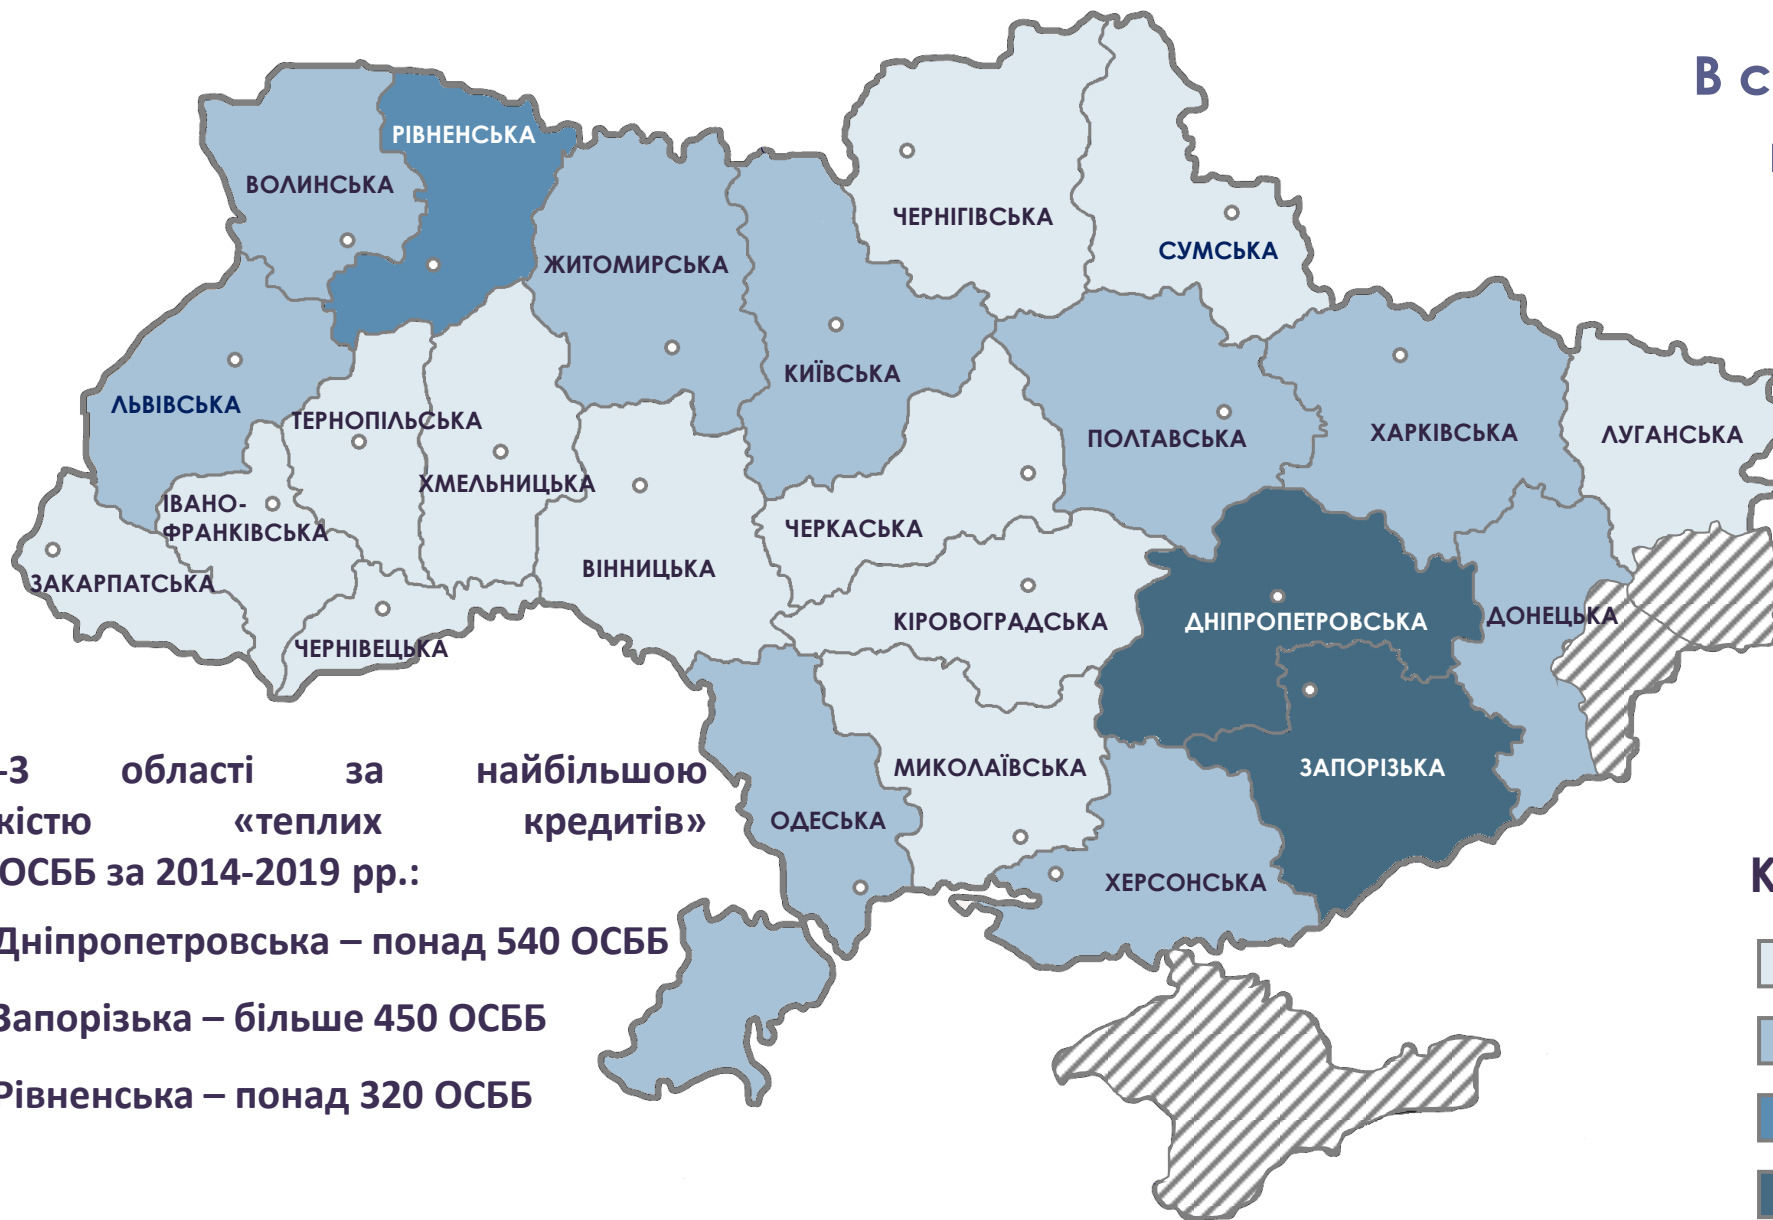 В с
РІВНЕНСЬКА
ВОЛИНСЬКА
ЧЕРНІГІВСЬКА
СУМСЬКА
ЖИТОМИРСЬКА
КИЇВСЬКА
ЛЬВІВСЬКА
ТЕРНОПІЛЬСЬКА
ПОЛТАВСЬКА
ХАРКІВСЬКА
ЛУГАНСЬКА
ХМЕЛЬНИЦЬКА
ІВАНО-
ФРАНКІВСЬКА
ЧЕРКАСЬКА
ВІННИЦЬКА
ЗАКАРПАТСЬКА
КІРОВОГРАДСЬКА
ДНІПРОПЕТРОВСЬКА
ДОНЕЦЬКА
ЧЕРНІВЕЦЬКА
МИКОЛАЇВСЬКА
ЗАПОРІЗЬКА
ОДЕСЬКА
ХЕРСОНСЬКА
-3 області за найбільшою
кістю «теплих кредитів»
ОСББ за 2014-2019 рр.:
Дніпропетровська – понад 540 ОСББ
Запорізька – більше 450 ОСББ
Рівненська – понад 320 ОСББ
К